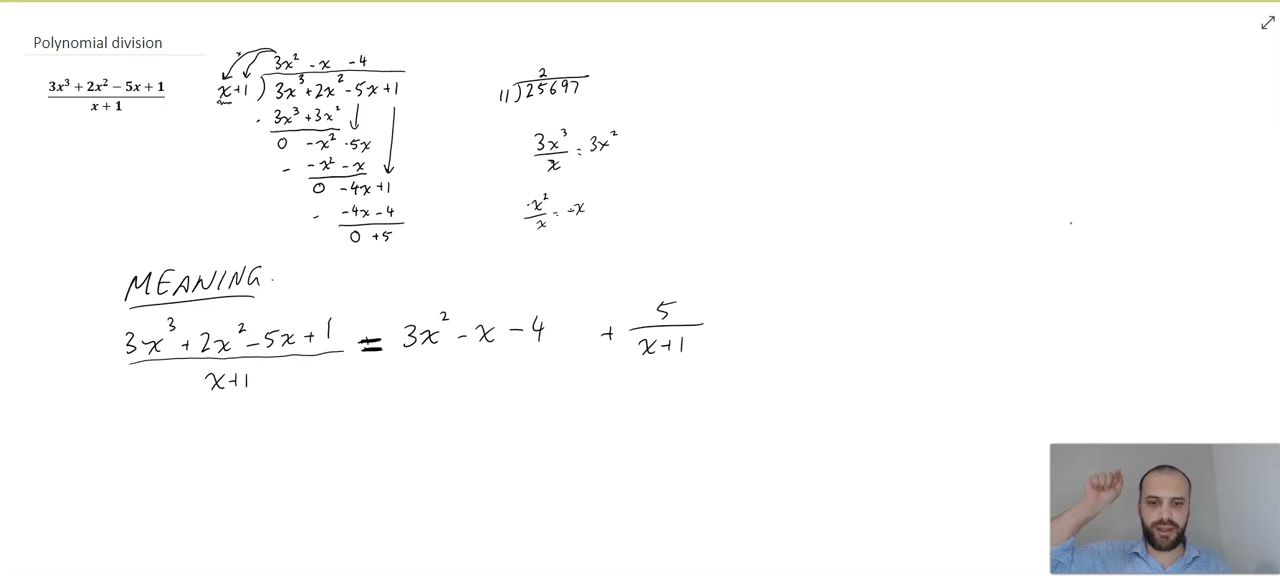 Polynomial division
3x³ + 2x² − 5x + 1
x + 1
3x² - x - 4
x+1 ) 3x³ + 2x² - 5x + 1
- 3x³ + 3x²
0 - x² - 5x
- - x² - x
0 - 4x + 1
- - 4x - 4
0 + 5
2
11)25697
3x³/x = 3x²
-x²/x = -x
MEANING.
3x³ + 2x² - 5x + 1 / x+1 = 3x² - x - 4 + 5/x+1